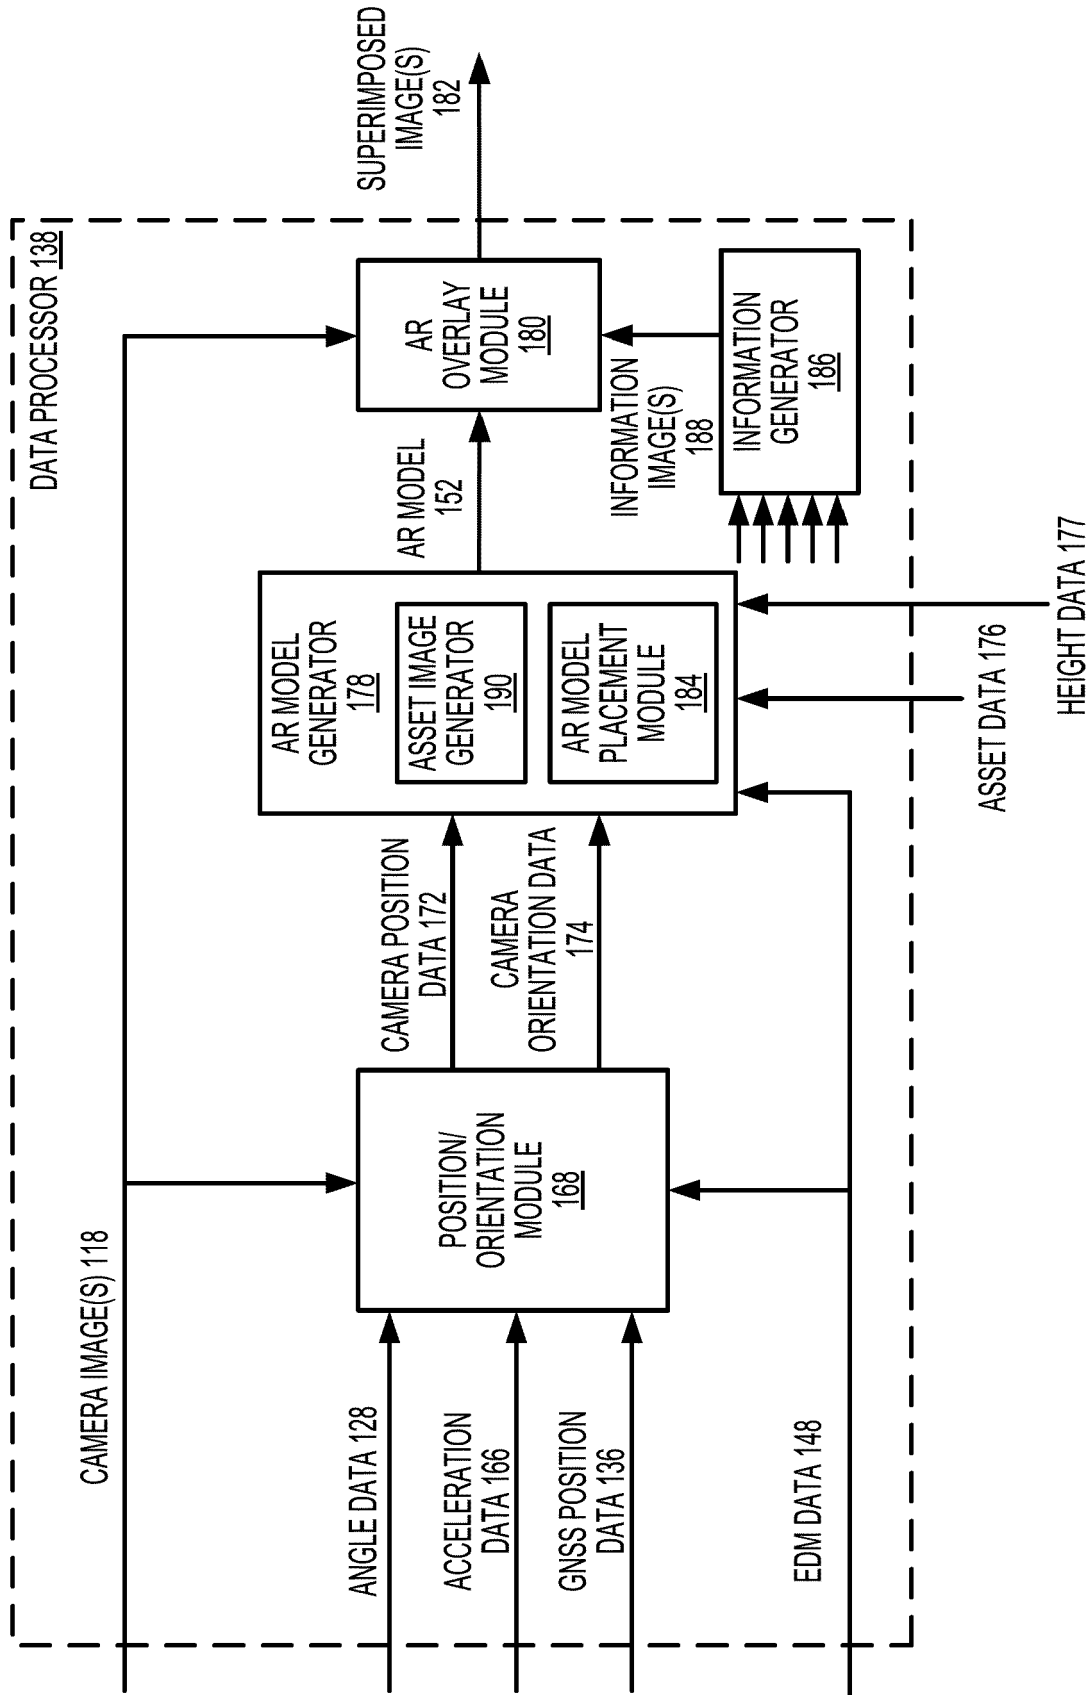 DATA PROCESSOR 138
CAMERA IMAGE(S) 118
ANGLE DATA 128
ACCELERATION
DATA 166
GNSS POSITION
DATA 136
EDM DATA 148
POSITION/
ORIENTATION
MODULE
168
CAMERA POSITION
DATA 172
CAMERA
ORIENTATION DATA
174
AR MODEL
GENERATOR
178
ASSET IMAGE
GENERATOR
190
AR MODEL
PLACEMENT
MODULE
184
ASSET DATA 176
HEIGHT DATA 177
AR MODEL
152
AR
OVERLAY
MODULE
180
INFORMATION
IMAGE(S)
188
INFORMATION
GENERATOR
186
SUPERIMPOSED
IMAGE(S)
182